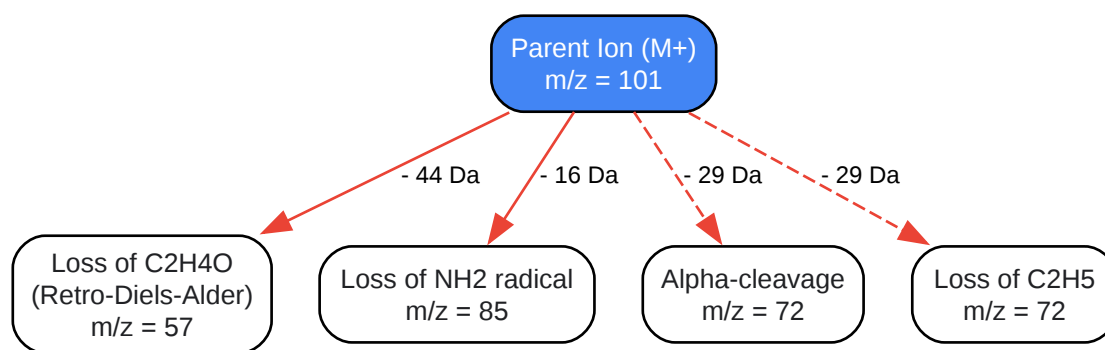 Parent Ion (M+)
m/z = 101
- 44 Da
- 16 Da
- 29 Da
- 29 Da
Loss of C2H4O
(Retro-Diels-Alder)
m/z = 57
Loss of NH2 radical
m/z = 85
Alpha-cleavage
m/z = 72
Loss of C2H5
m/z = 72